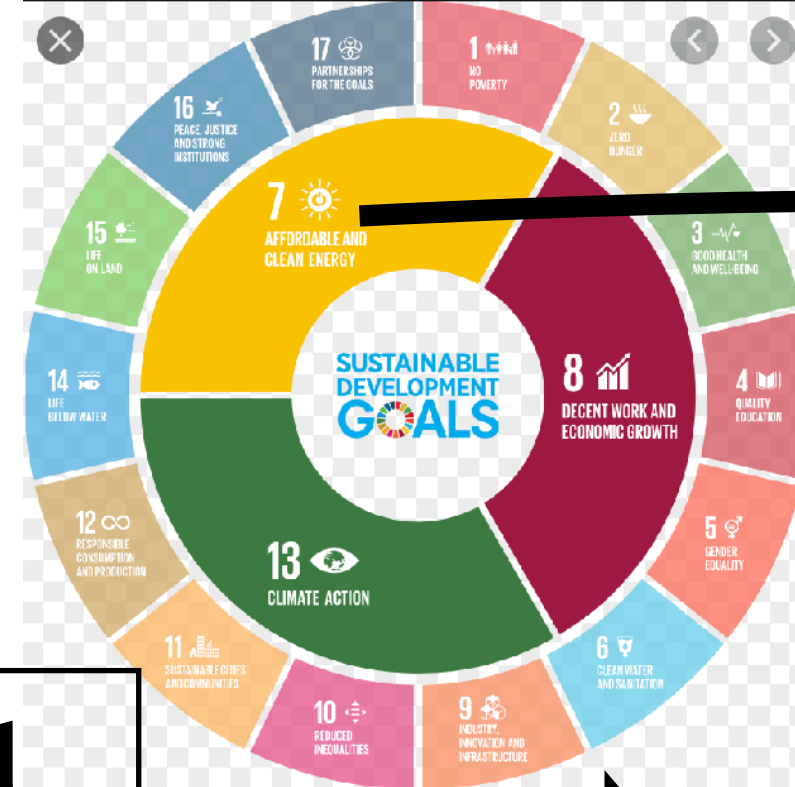 17
PARTNERSHIPS
FOR THE GOALS
1
NO
POVERTY
2
ZERO
HUNGER
3
GOOD HEALTH
AND WELL-BEING
4
QUALITY
EDUCATION
5
GENDER
EQUALITY
6
CLEAN WATER
AND SANITATION
9
INDUSTRY,
INNOVATION AND
INFRASTRUCTURE
10
REDUCED
INEQUALITIES
11
SUSTAINABLE CITIES
AND COMMUNITIES
12
RESPONSIBLE
CONSUMPTION
AND PRODUCTION
14
LIFE
BELOW WATER
15
LIFE
ON LAND
16
PEACE, JUSTICE
AND STRONG
INSTITUTIONS
7
AFFORDABLE AND
CLEAN ENERGY
8
DECENT WORK AND
ECONOMIC GROWTH
13
CLIMATE ACTION
SUSTAINABLE
DEVELOPMENT
GOALS